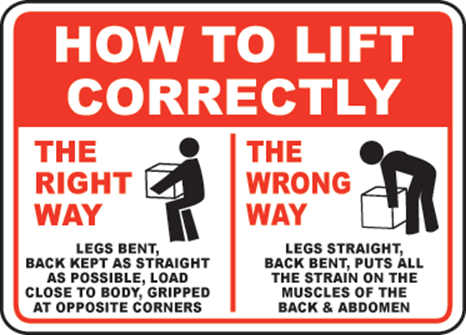 HOW TO LIFT
CORRECTLY
THE
RIGHT
WAY
LEGS BENT,
BACK KEPT AS STRAIGHT
AS POSSIBLE, LOAD
CLOSE TO BODY, GRIPPED
AT OPPOSITE CORNERS
THE
WRONG
WAY
LEGS STRAIGHT,
BACK BENT, PUTS ALL
THE STRAIN ON THE
MUSCLES OF THE
BACK & ABDOMEN